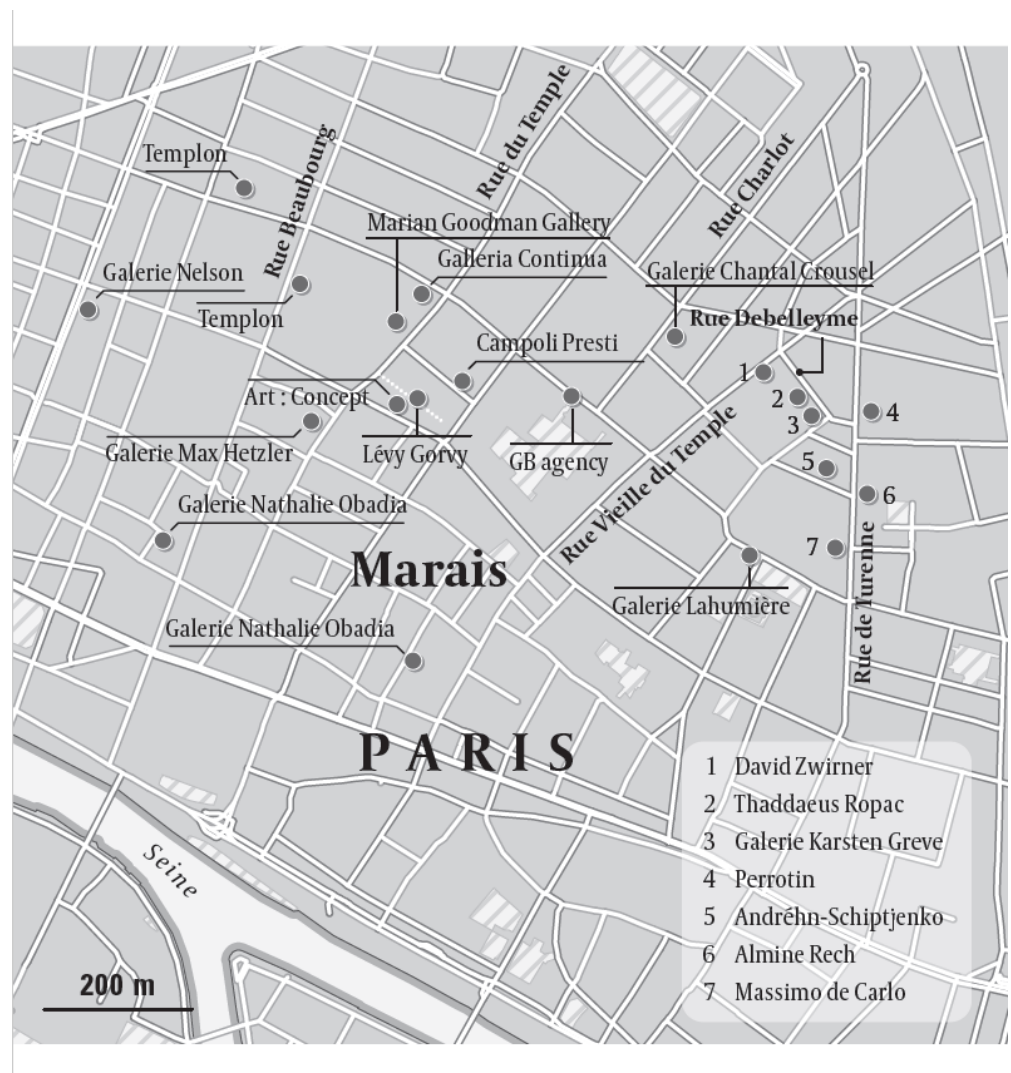 Rue du Temple
Rue Beaubourg
Templon
Rue Charlot
Marian Goodman Gallery
Galleria Continua
Galerie Nelson
Galerie Chantal Crousel
Templon
Rue Debelleyme
Campoli Presti
1
Art : Concept
2
3
4
Galerie Max Hetzler
Lévy Gorvy
GB agency
Rue Vieille du Temple
5
6
Galerie Nathalie Obadia
7
Marais
Galerie Lahumière
Rue de Turenne
Galerie Nathalie Obadia
PARIS
Seine
200 m
1 David Zwirner
2 Thaddaeus Ropac
3 Galerie Karsten Greve
4 Perrotin
5 Andréhn-Schiptjenko
6 Almine Rech
7 Massimo de Carlo